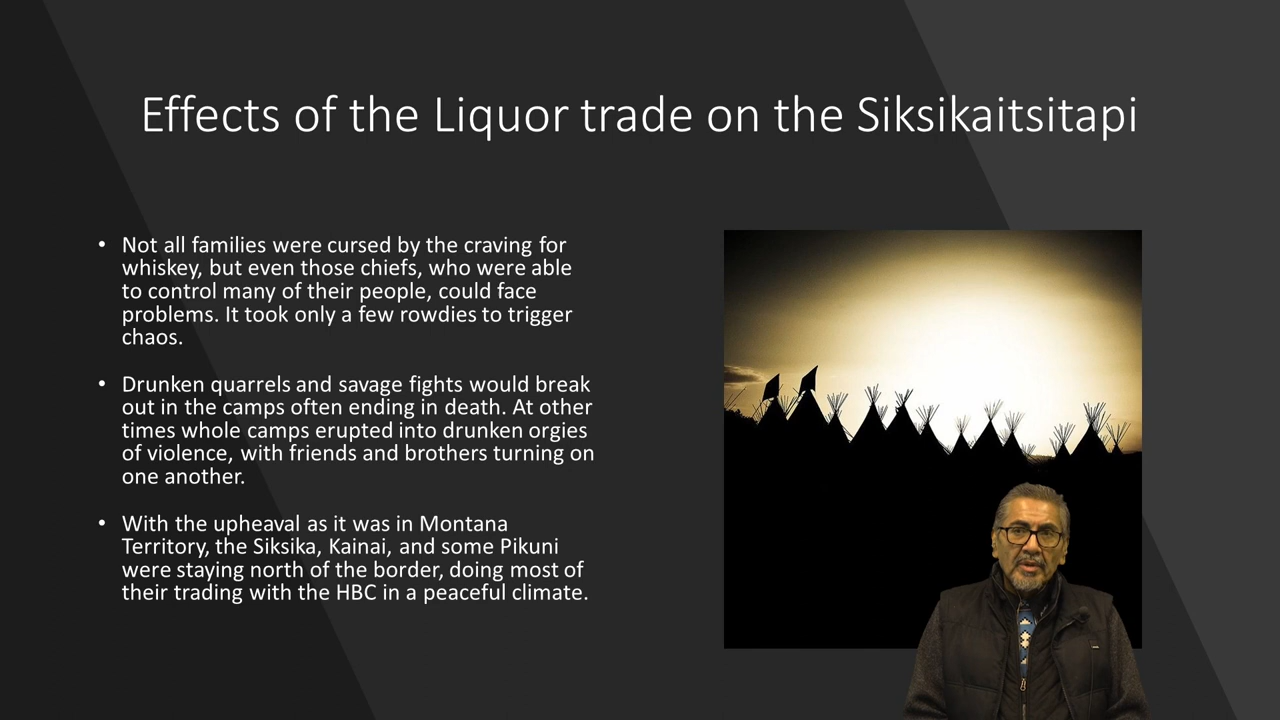 Effects of the Liquor trade on the Siksikaitsitapi
• Not all families were cursed by the craving for
whiskey, but even those chiefs, who were able
to control many of their people, could face
problems. It took only a few rowdies to trigger
chaos.
• Drunken quarrels and savage fights would break
out in the camps often ending in death. At other
times whole camps erupted into drunken orgies
of violence, with friends and brothers turning on
one another.
• With the upheaval as it was in Montana
Territory, the Siksika, Kainai, and some Pikuni
were staying north of the border, doing most of
their trading with the HBC in a peaceful climate.